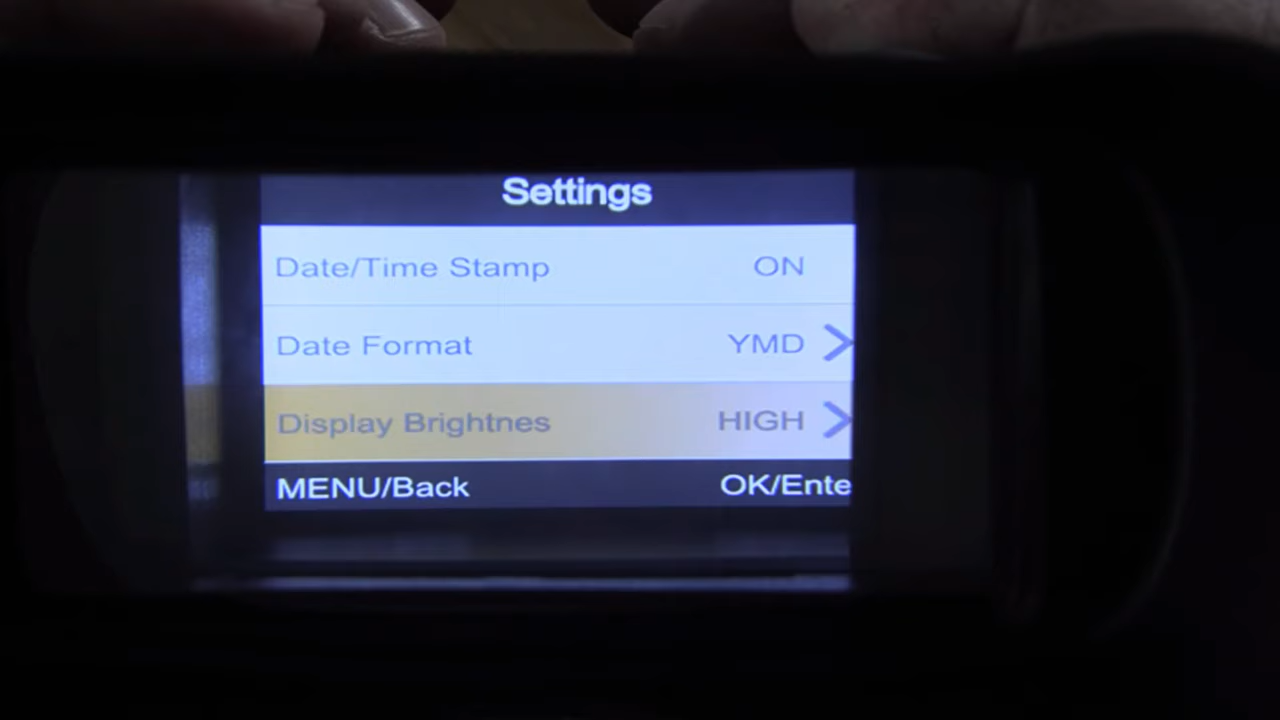 Settings
Date/Time Stamp ON
Date Format YMD
Display Brightnes HIGH
MENU/Back OK/Ente